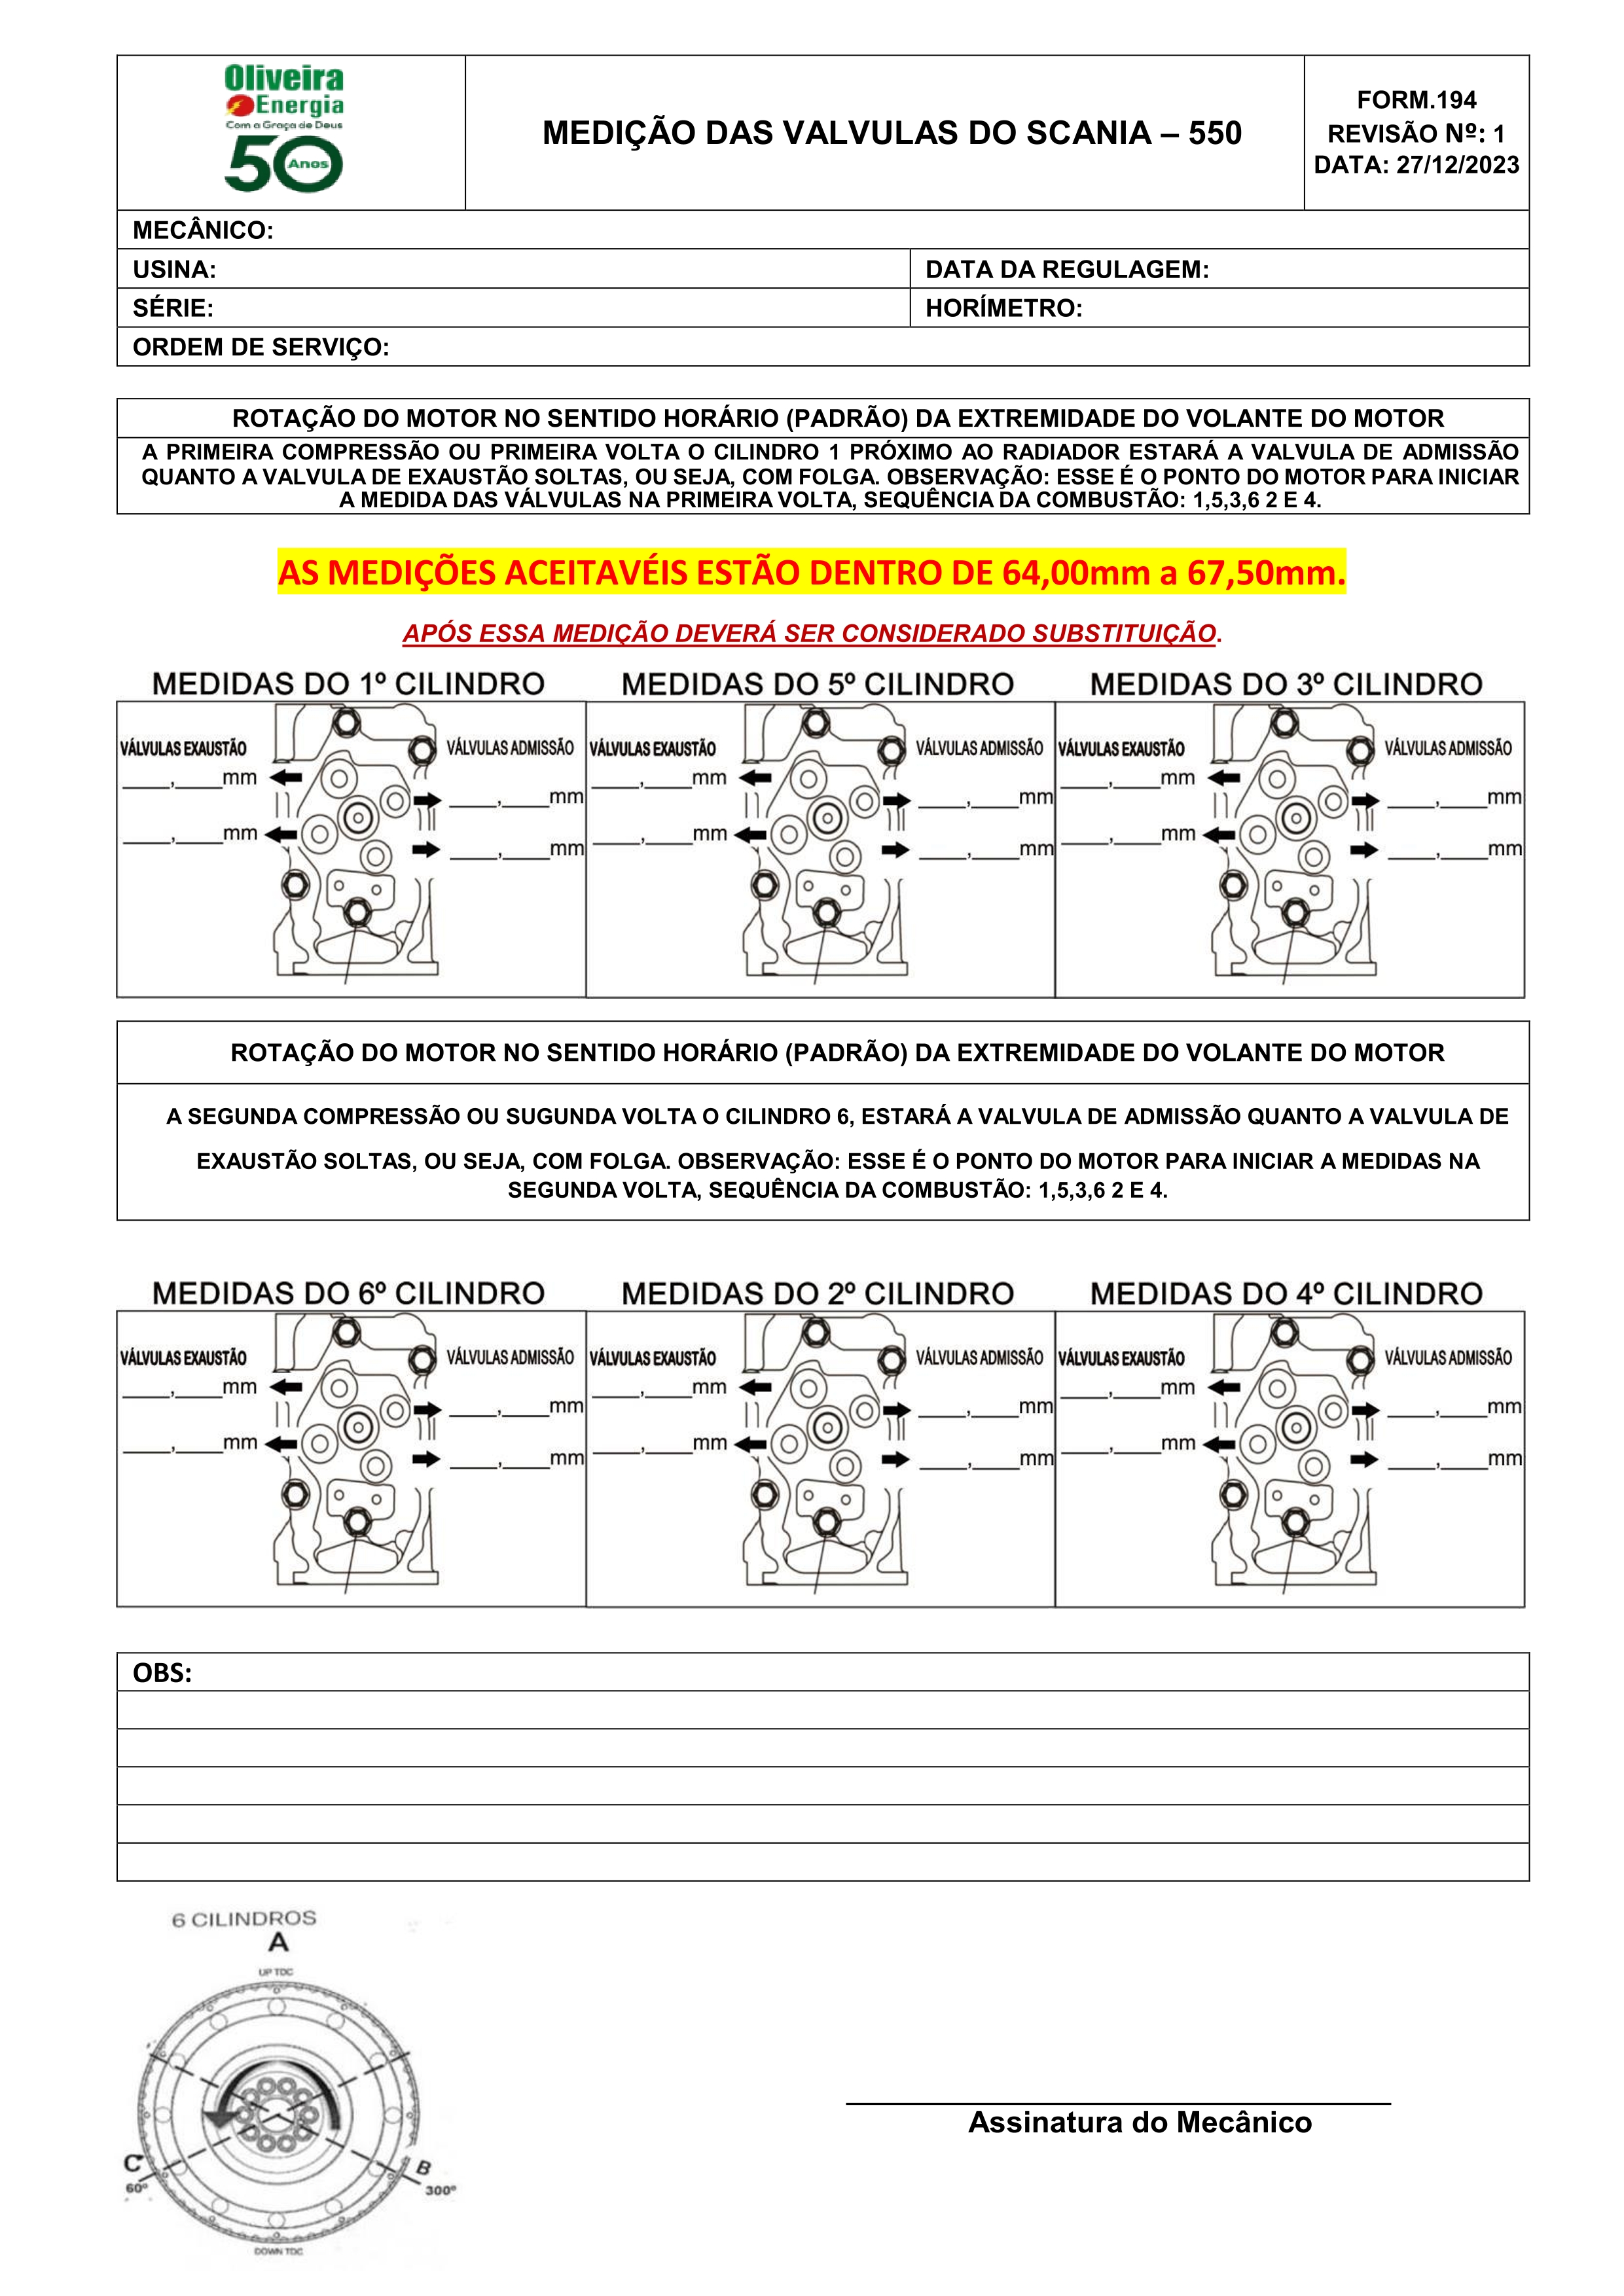 Oliveira
Energia
Com a Graça de Deus
50 Anos
MEDIÇÃO DAS VALVULAS DO SCANIA – 550
FORM.194
REVISÃO Nº: 1
DATA: 27/12/2023
MECÂNICO:
USINA:
DATA DA REGULAGEM:
SÉRIE:
HORÍMETRO:
ORDEM DE SERVIÇO:
ROTAÇÃO DO MOTOR NO SENTIDO HORÁRIO (PADRÃO) DA EXTREMIDADE DO VOLANTE DO MOTOR
A PRIMEIRA COMPRESSÃO OU PRIMEIRA VOLTA O CILINDRO 1 PRÓXIMO AO RADIADOR ESTARÁ A VALVULA DE ADMISSÃO
QUANTO A VALVULA DE EXAUSTÃO SOLTAS, OU SEJA, COM FOLGA. OBSERVAÇÃO: ESSE É O PONTO DO MOTOR PARA INICIAR
A MEDIDA DAS VÁLVULAS NA PRIMEIRA VOLTA, SEQUÊNCIA DA COMBUSTÃO: 1,5,3,6 2 E 4.
AS MEDIÇÕES ACEITAVÉIS ESTÃO DENTRO DE 64,00mm a 67,50mm.
APÓS ESSA MEDIÇÃO DEVERÁ SER CONSIDERADO SUBSTITUIÇÃO.
MEDIDAS DO 1º CILINDRO
VÁLVULAS EXAUSTÃO
VÁLVULAS ADMISSÃO
____,____mm
____,____mm
____,____mm
____,____mm
MEDIDAS DO 5º CILINDRO
VÁLVULAS EXAUSTÃO
VÁLVULAS ADMISSÃO
____,____mm
____,____mm
____,____mm
____,____mm
MEDIDAS DO 3º CILINDRO
VÁLVULAS EXAUSTÃO
VÁLVULAS ADMISSÃO
____,____mm
____,____mm
____,____mm
____,____mm
ROTAÇÃO DO MOTOR NO SENTIDO HORÁRIO (PADRÃO) DA EXTREMIDADE DO VOLANTE DO MOTOR
A SEGUNDA COMPRESSÃO OU SUGUNDA VOLTA O CILINDRO 6, ESTARÁ A VALVULA DE ADMISSÃO QUANTO A VALVULA DE
EXAUSTÃO SOLTAS, OU SEJA, COM FOLGA. OBSERVAÇÃO: ESSE É O PONTO DO MOTOR PARA INICIAR A MEDIDAS NA
SEGUNDA VOLTA, SEQUÊNCIA DA COMBUSTÃO: 1,5,3,6 2 E 4.
MEDIDAS DO 6º CILINDRO
VÁLVULAS EXAUSTÃO
VÁLVULAS ADMISSÃO
____,____mm
____,____mm
____,____mm
____,____mm
MEDIDAS DO 2º CILINDRO
VÁLVULAS EXAUSTÃO
VÁLVULAS ADMISSÃO
____,____mm
____,____mm
____,____mm
____,____mm
MEDIDAS DO 4º CILINDRO
VÁLVULAS EXAUSTÃO
VÁLVULAS ADMISSÃO
____,____mm
____,____mm
____,____mm
____,____mm
OBS:
6 CILINDROS
A
UP TDC
C
60º
B
300º
DOWN TDC
Assinatura do Mecânico